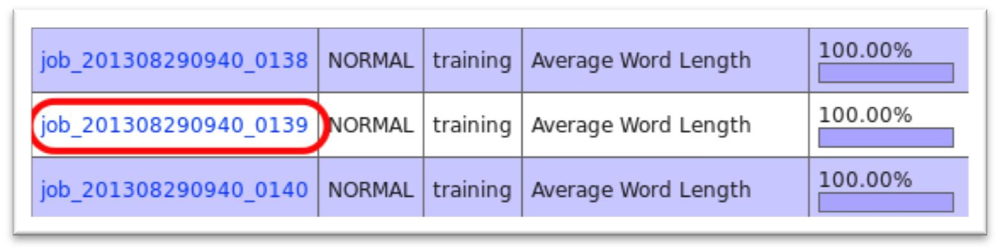 job_201308290940_0138 NORMAL training Average Word Length 100.00%
job_201308290940_0139 NORMAL training Average Word Length 100.00%
job_201308290940_0140 NORMAL training Average Word Length 100.00%